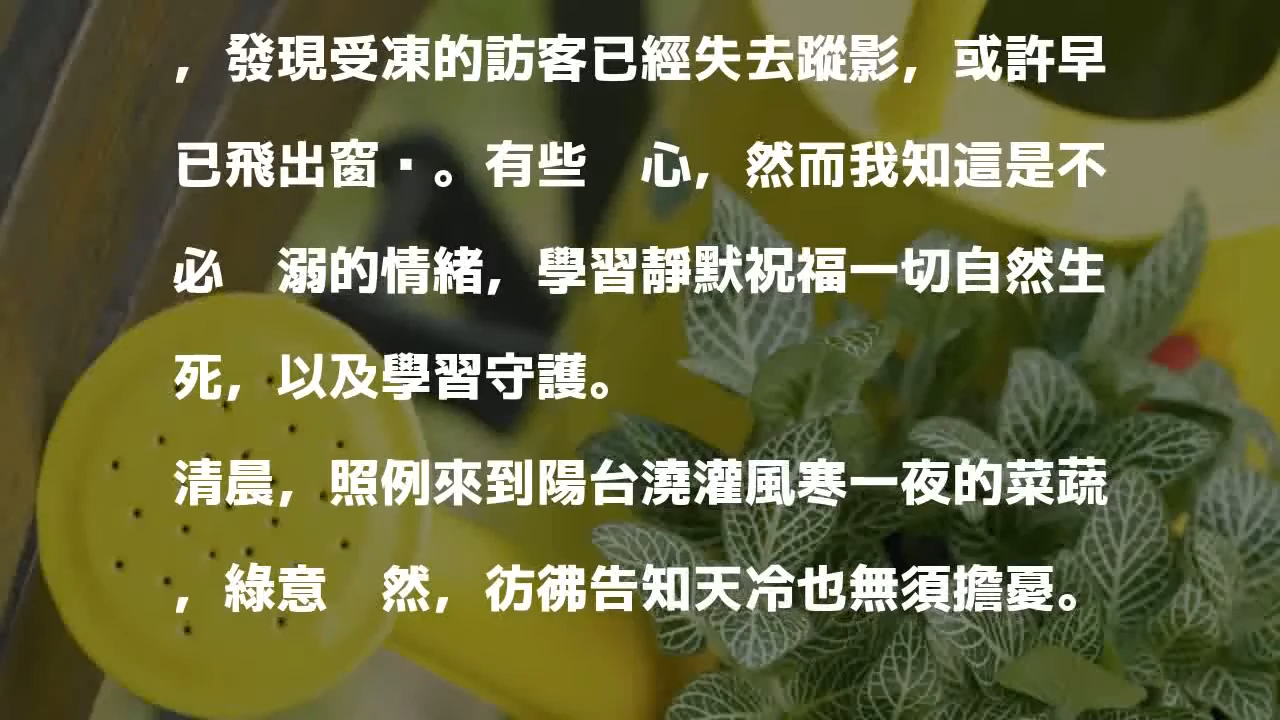 ，發現受凍的訪客已經失去蹤影，或許早
已飛出窗·。有些　心，然而我知這是不
必　溺的情緒，學習靜默祝福一切自然生
死，以及學習守護。
清晨，照例來到陽台澆灌風寒一夜的菜蔬
，綠意　然，彷彿告知天冷也無須擔憂。